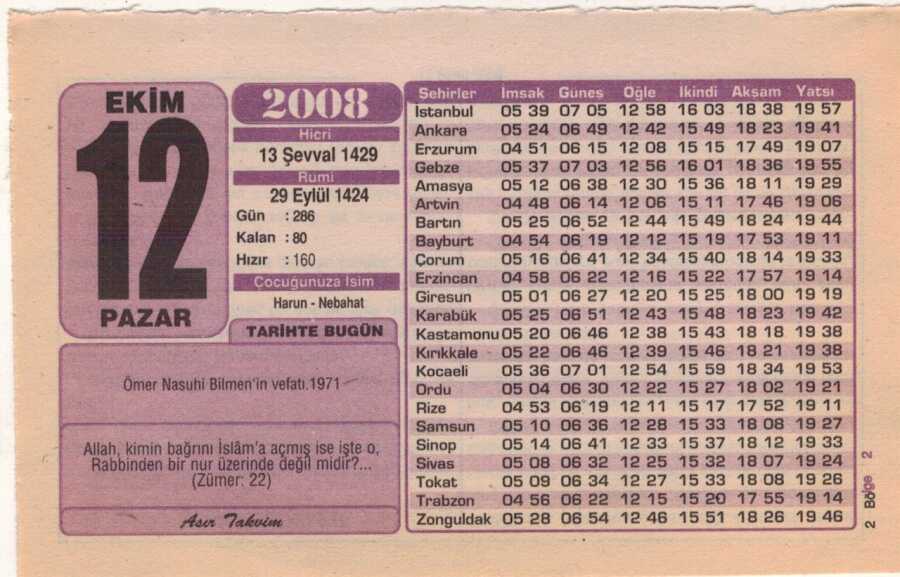 EKİM
12
PAZAR
2008
Hicri
13 Şevval 1429
Rumi
29 Eylül 1424
Gün : 286
Kalan : 80
Hızır : 160
Çocuğunuza İsim
Harun - Nebahat
TARİHTE BUGÜN
Ömer Nasuhi Bilmen'in vefatı.1971
Allah, kimin bağrını İslâm'a açmış ise işte o,
Rabbinden bir nur üzerinde değil midir?...
(Zümer: 22)
Asır Takvim
Şehirler İmsak Güneş Öğle İkindi Akşam Yatsı
İstanbul 05 39 07 05 12 58 16 03 18 38 19 57
Ankara 05 24 06 49 12 42 15 49 18 23 19 41
Erzurum 04 51 06 15 12 08 15 15 17 49 19 07
Gebze 05 37 07 03 12 56 16 01 18 36 19 55
Amasya 05 12 06 38 12 30 15 36 18 11 19 29
Artvin 04 48 06 14 12 06 15 11 17 46 19 06
Bartın 05 25 06 52 12 44 15 49 18 24 19 44
Bayburt 04 54 06 19 12 12 15 19 17 53 19 11
Çorum 05 16 06 41 12 34 15 40 18 14 19 33
Erzincan 04 58 06 22 12 16 15 22 17 57 19 14
Giresun 05 01 06 27 12 20 15 25 18 00 19 19
Karabük 05 25 06 51 12 43 15 48 18 23 19 42
Kastamonu 05 20 06 46 12 38 15 43 18 18 19 38
Kırıkkale 05 22 06 46 12 39 15 46 18 21 19 38
Kocaeli 05 36 07 01 12 54 15 59 18 34 19 53
Ordu 05 04 06 30 12 22 15 27 18 02 19 21
Rize 04 53 06 19 12 11 15 17 17 52 19 11
Samsun 05 10 06 36 12 28 15 33 18 08 19 27
Sinop 05 14 06 41 12 33 15 37 18 12 19 33
Sivas 05 08 06 32 12 25 15 32 18 07 19 24
Tokat 05 09 06 34 12 27 15 33 18 08 19 26
Trabzon 04 56 06 22 12 15 15 20 17 55 19 14
Zonguldak 05 28 06 54 12 46 15 51 18 26 19 46
2 Bölge 2